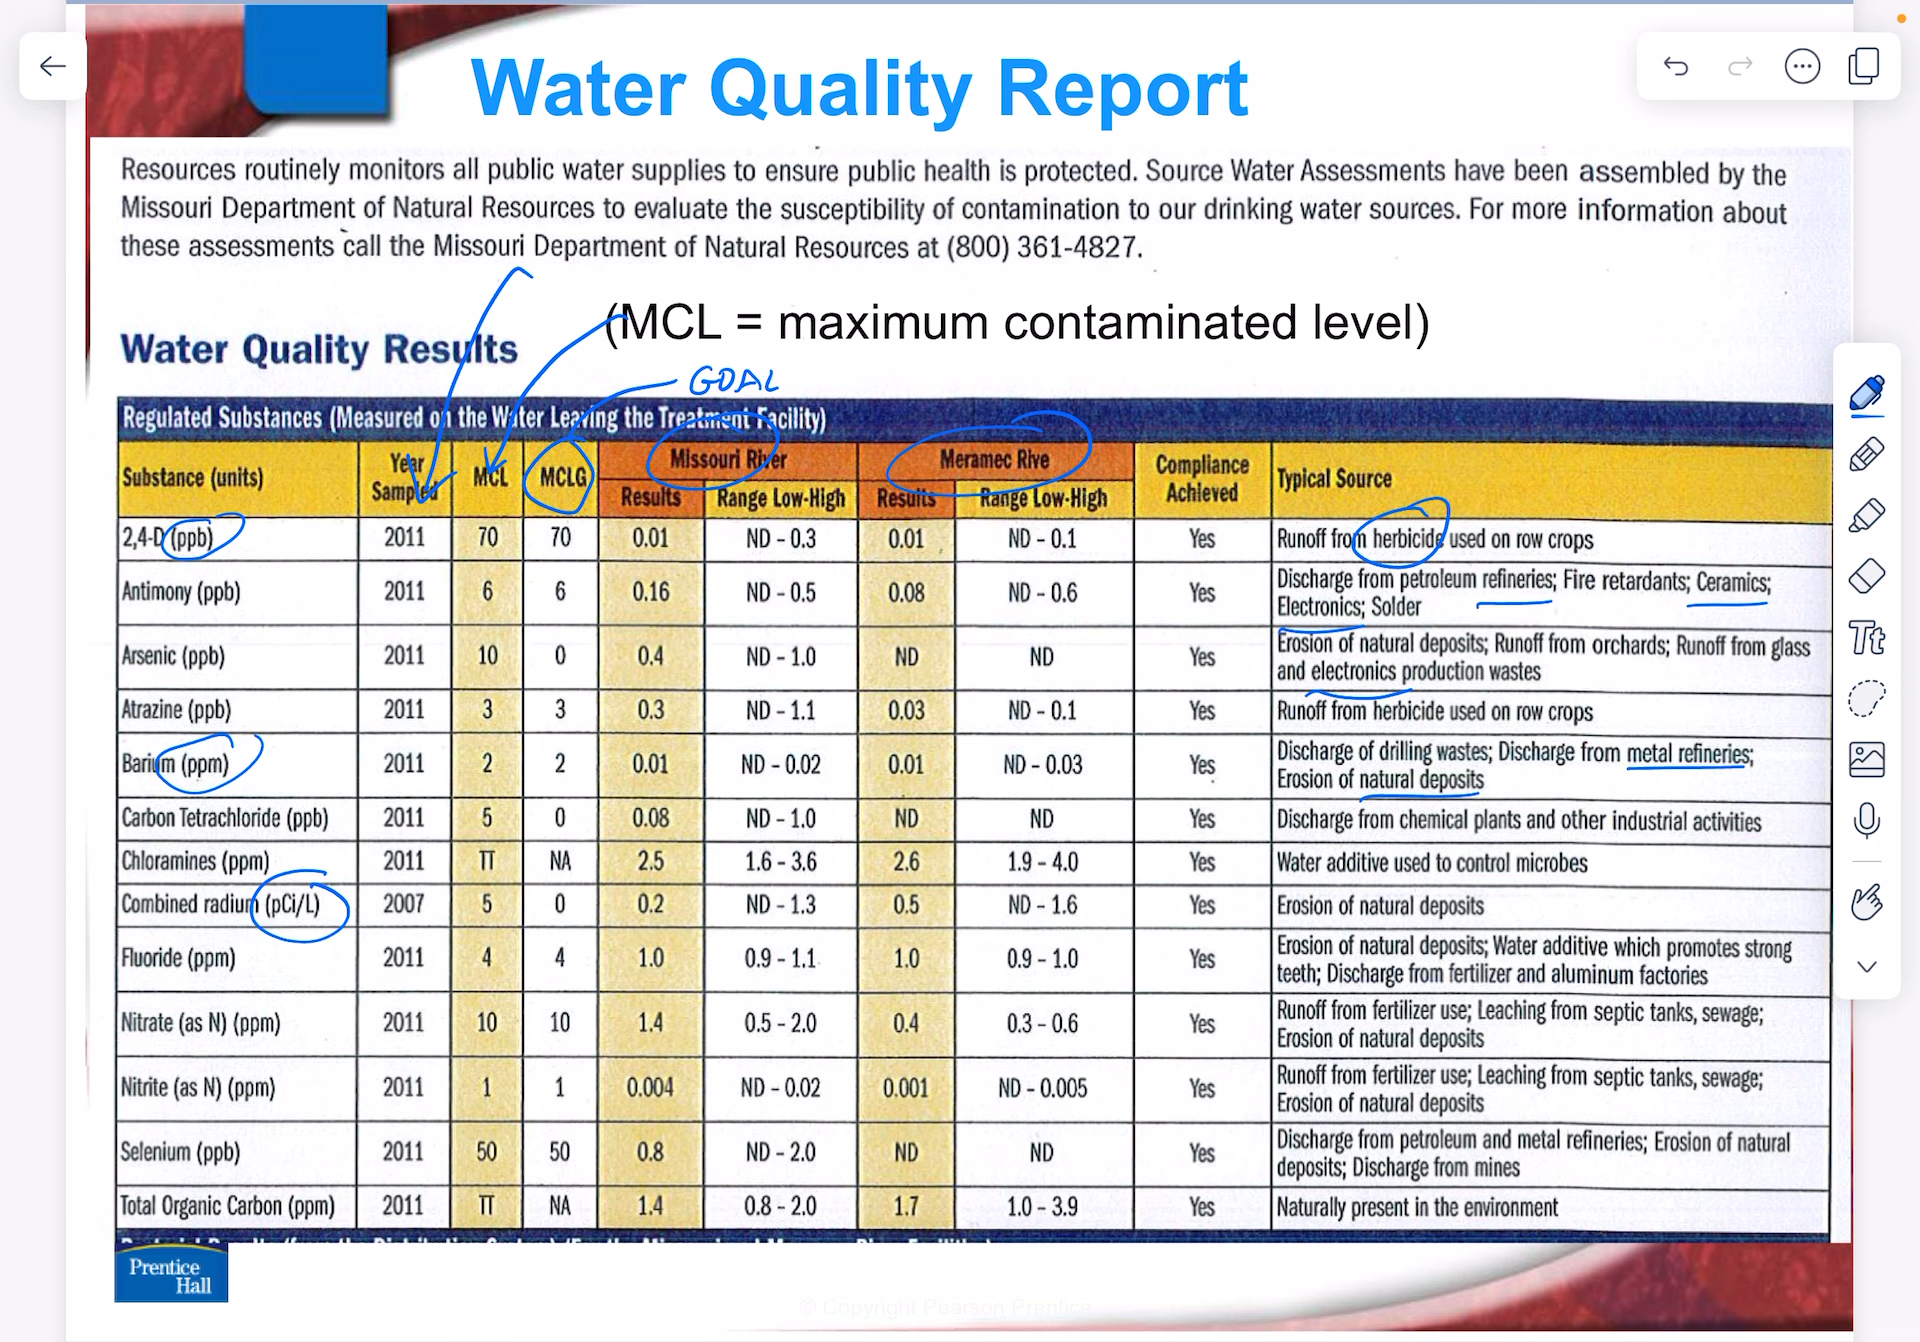 Water Quality Report
Resources routinely monitors all public water supplies to ensure public health is protected. Source Water Assessments have been assembled by the
Missouri Department of Natural Resources to evaluate the susceptibility of contamination to our drinking water sources. For more information about
these assessments call the Missouri Department of Natural Resources at (800) 361-4827.
(MCL = maximum contaminated level)
Water Quality Results
GOAL
Regulated Substances (Measured on the Water Leaving the Treatment Facility)
Substance (units) Year Sampled MCL MCLG Missouri River Results Range Low-High Meramec Rive Results Range Low-High Compliance Achieved Typical Source
2,4-D (ppb) 2011 70 70 0.01 ND - 0.3 0.01 ND - 0.1 Yes Runoff from herbicide used on row crops
Antimony (ppb) 2011 6 6 0.16 ND - 0.5 0.08 ND - 0.6 Yes Discharge from petroleum refineries; Fire retardants; Ceramics;
Electronics; Solder
Arsenic (ppb) 2011 10 0 0.4 ND - 1.0 ND ND Yes Erosion of natural deposits; Runoff from orchards; Runoff from glass
and electronics production wastes
Atrazine (ppb) 2011 3 3 0.3 ND - 1.1 0.03 ND - 0.1 Yes Runoff from herbicide used on row crops
Barium (ppm) 2011 2 2 0.01 ND - 0.02 0.01 ND - 0.03 Yes Discharge of drilling wastes; Discharge from metal refineries;
Erosion of natural deposits
Carbon Tetrachloride (ppb) 2011 5 0 0.08 ND - 1.0 ND ND Yes Discharge from chemical plants and other industrial activities
Chloramines (ppm) 2011 TT NA 2.5 1.6 - 3.6 2.6 1.9 - 4.0 Yes Water additive used to control microbes
Combined radium (pCi/L) 2007 5 0 0.2 ND - 1.3 0.5 ND - 1.6 Yes Erosion of natural deposits
Fluoride (ppm) 2011 4 4 1.0 0.9 - 1.1 1.0 0.9 - 1.0 Yes Erosion of natural deposits; Water additive which promotes strong
teeth; Discharge from fertilizer and aluminum factories
Nitrate (as N) (ppm) 2011 10 10 1.4 0.5 - 2.0 0.4 0.3 - 0.6 Yes Runoff from fertilizer use; Leaching from septic tanks, sewage;
Erosion of natural deposits
Nitrite (as N) (ppm) 2011 1 1 0.004 ND - 0.02 0.001 ND - 0.005 Yes Runoff from fertilizer use; Leaching from septic tanks, sewage;
Erosion of natural deposits
Selenium (ppb) 2011 50 50 0.8 ND - 2.0 ND ND Yes Discharge from petroleum and metal refineries; Erosion of natural
deposits; Discharge from mines
Total Organic Carbon (ppm) 2011 TT NA 1.4 0.8 - 2.0 1.7 1.0 - 3.9 Yes Naturally present in the environment
Prentice
Hall
© Copyright Pearson Prentice
Tt